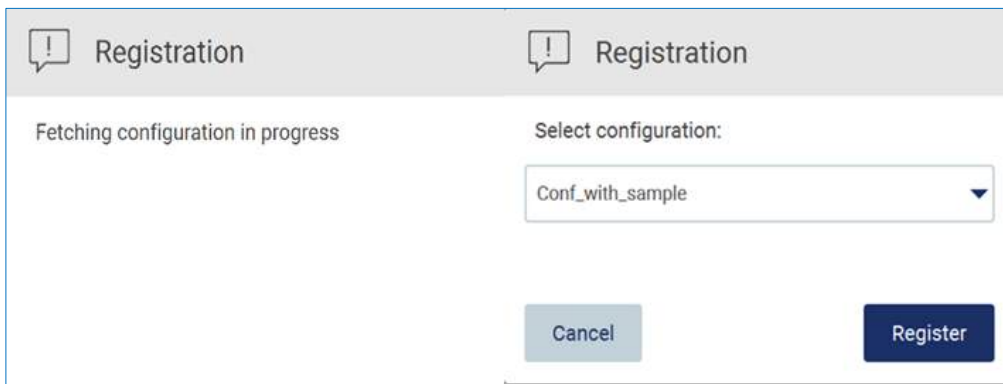 Registration
Fetching configuration in progress
Registration
Select configuration:
Conf_with_sample
Cancel
Register